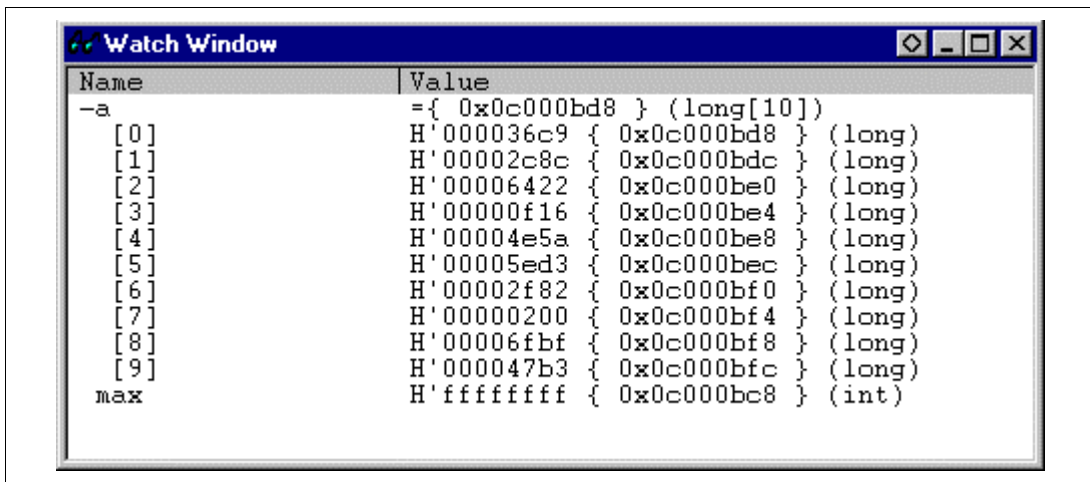 Watch Window
Name Value
-a ={ 0x0c000bd8 } (long[10])
[0] H'000036c9 { 0x0c000bd8 } (long)
[1] H'00002c8c { 0x0c000bdc } (long)
[2] H'00006422 { 0x0c000be0 } (long)
[3] H'00000f16 { 0x0c000be4 } (long)
[4] H'00004e5a { 0x0c000be8 } (long)
[5] H'00005ed3 { 0x0c000bec } (long)
[6] H'00002f82 { 0x0c000bf0 } (long)
[7] H'00000200 { 0x0c000bf4 } (long)
[8] H'00006fbf { 0x0c000bf8 } (long)
[9] H'000047b3 { 0x0c000bfc } (long)
max H'ffffffff { 0x0c000bc8 } (int)